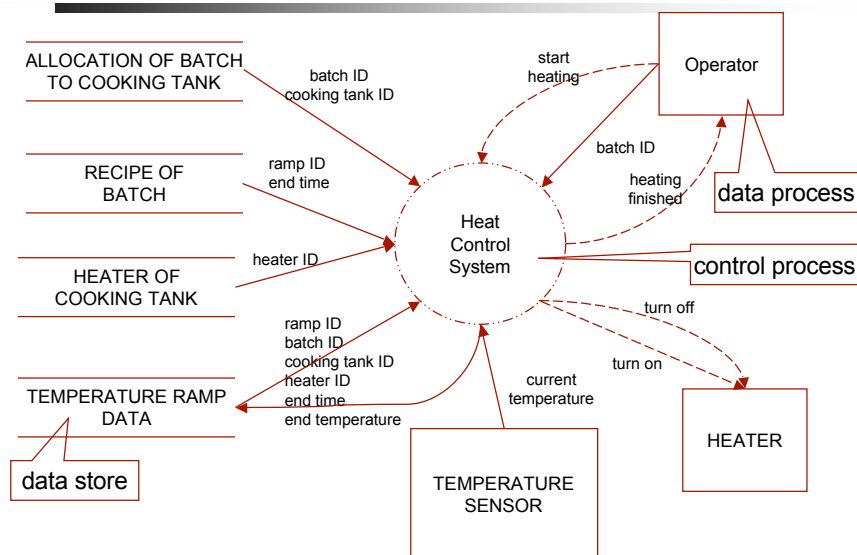 ALLOCATION OF BATCH
TO COOKING TANK
batch ID
cooking tank ID
start
heating
Operator
RECIPE OF
BATCH
ramp ID
end time
batch ID
heating
finished
data process
Heat
Control
System
HEATER OF
COOKING TANK
heater ID
control process
ramp ID
batch ID
cooking tank ID
heater ID
end time
end temperature
turn off
turn on
TEMPERATURE RAMP
DATA
current
temperature
HEATER
data store
TEMPERATURE
SENSOR